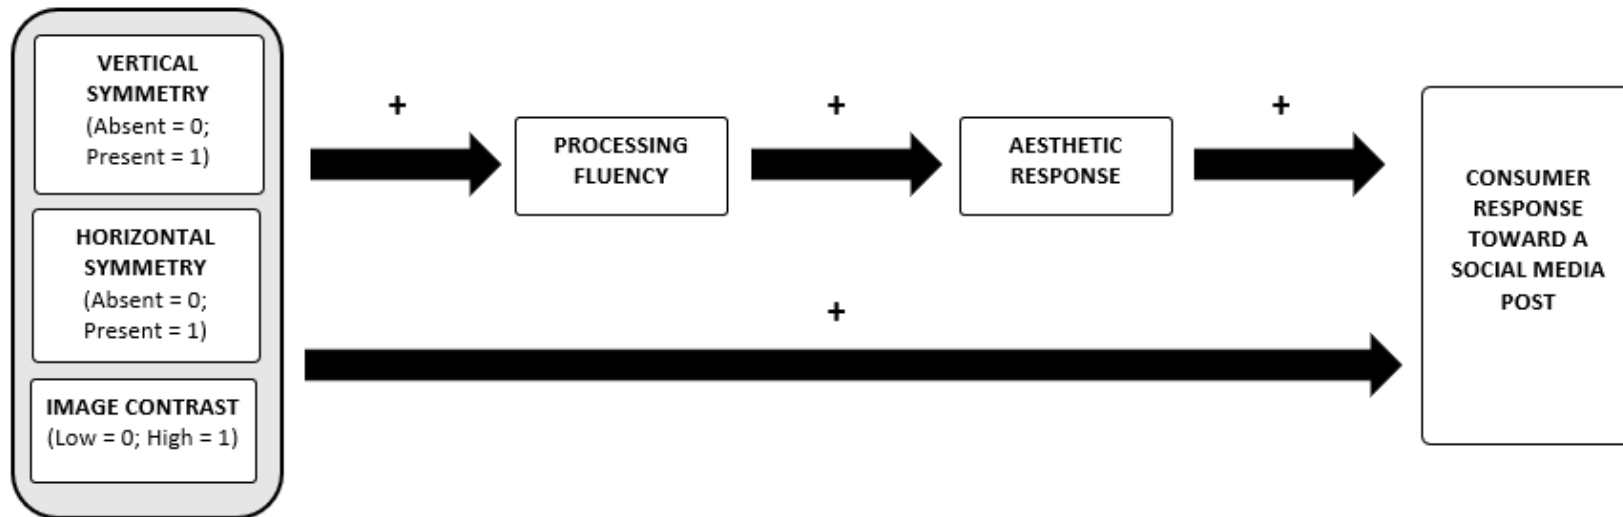 VERTICAL
SYMMETRY
(Absent = 0;
Present = 1)
HORIZONTAL
SYMMETRY
(Absent = 0;
Present = 1)
IMAGE CONTRAST
(Low = 0; High = 1)
+
PROCESSING
FLUENCY
+
AESTHETIC
RESPONSE
+
+
CONSUMER
RESPONSE
TOWARD A
SOCIAL MEDIA
POST